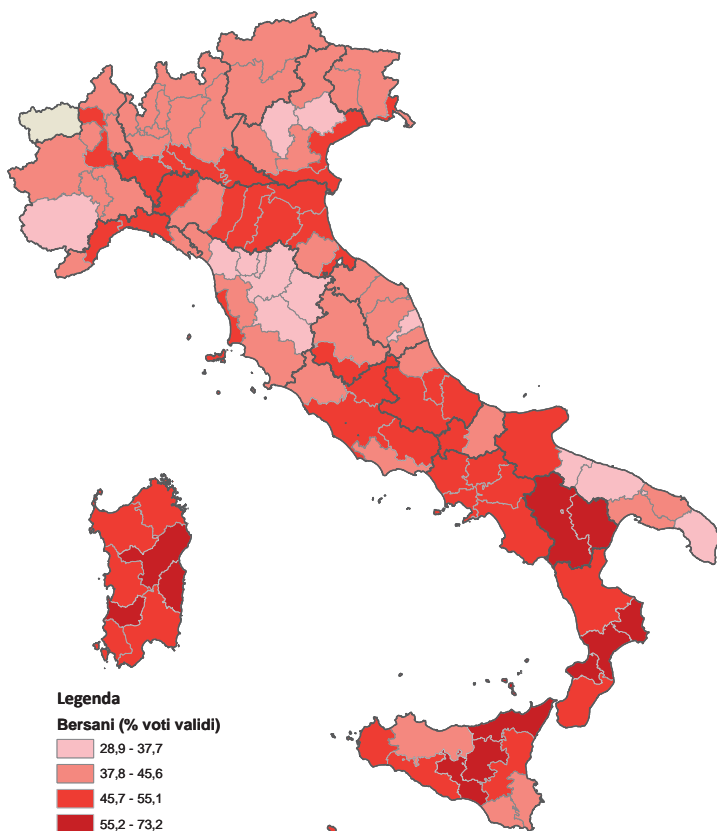 Legenda
Bersani (% voti validi)
28,9 - 37,7
37,8 - 45,6
45,7 - 55,1
55,2 - 73,2